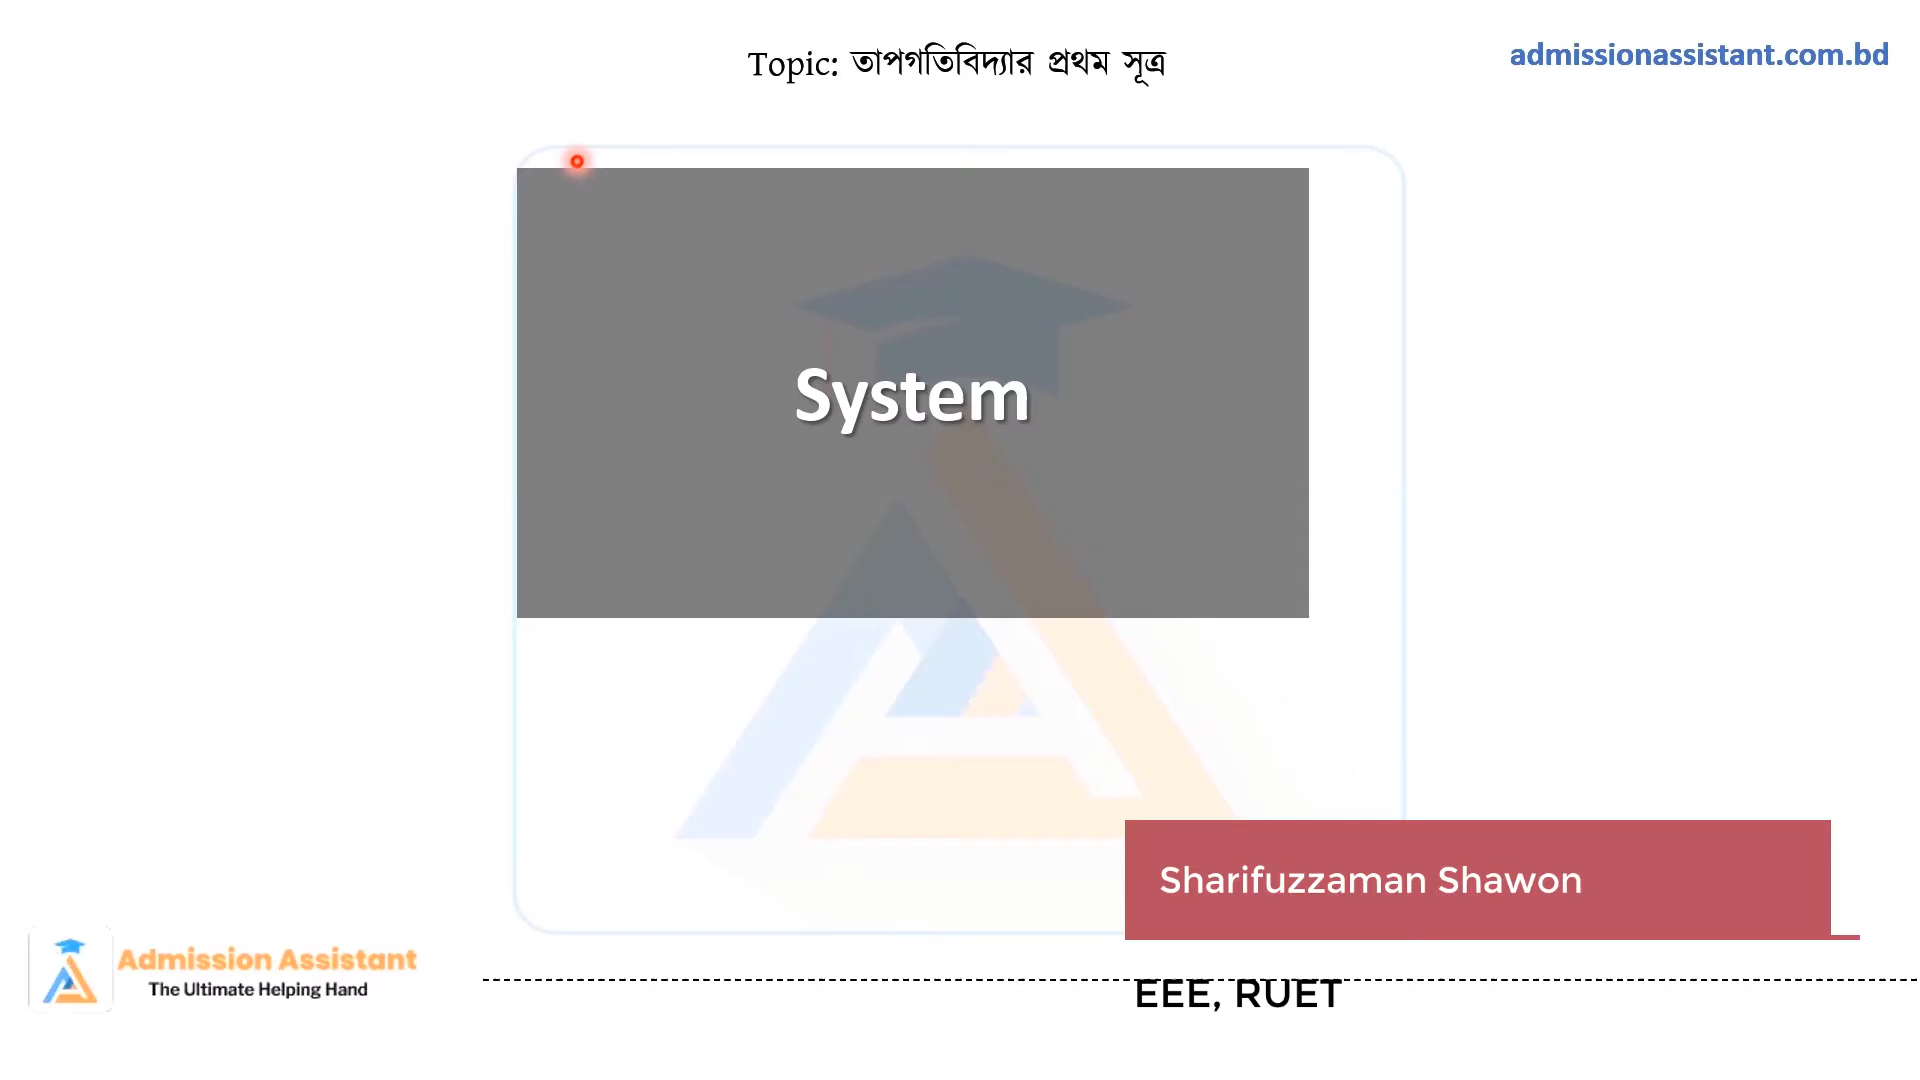 Topic: তাপগতিবিদ্যার প্রথম সূত্র
admissionassistant.com.bd
System
Sharifuzzaman Shawon
EEE, RUET
Admission Assistant
The Ultimate Helping Hand